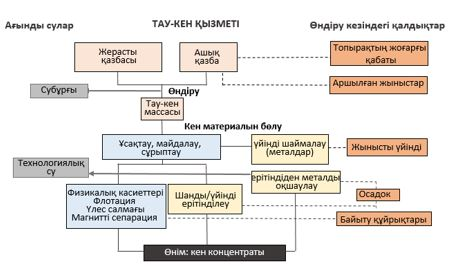 Ағынды сулар
ТАУ-КЕН ҚЫЗМЕТІ
Өндіру кезіндегі қалдықтар
Жерасты
қазбасы
Ашық
қазба
Топырақтың жоғарғы
қабаты
Аршылған жыныстар
Субұрғы
Өндіру
Тау-кен
массасы
Кен материалын бөлу
Ұсақтау, майдалау,
сұрыптау
үйінді шаймалау
(металдар)
Жынысты үйінді
Технологиялық
су
ерітіндіден металды
оқшаулау
Осадок
Физикалық касиеттері
Флотация
Үлес салмағы
Магнитті сепарация
Шанды/үйінді
ерітінділеу
Байыту құйрықтары
Өнім: кен концентраты